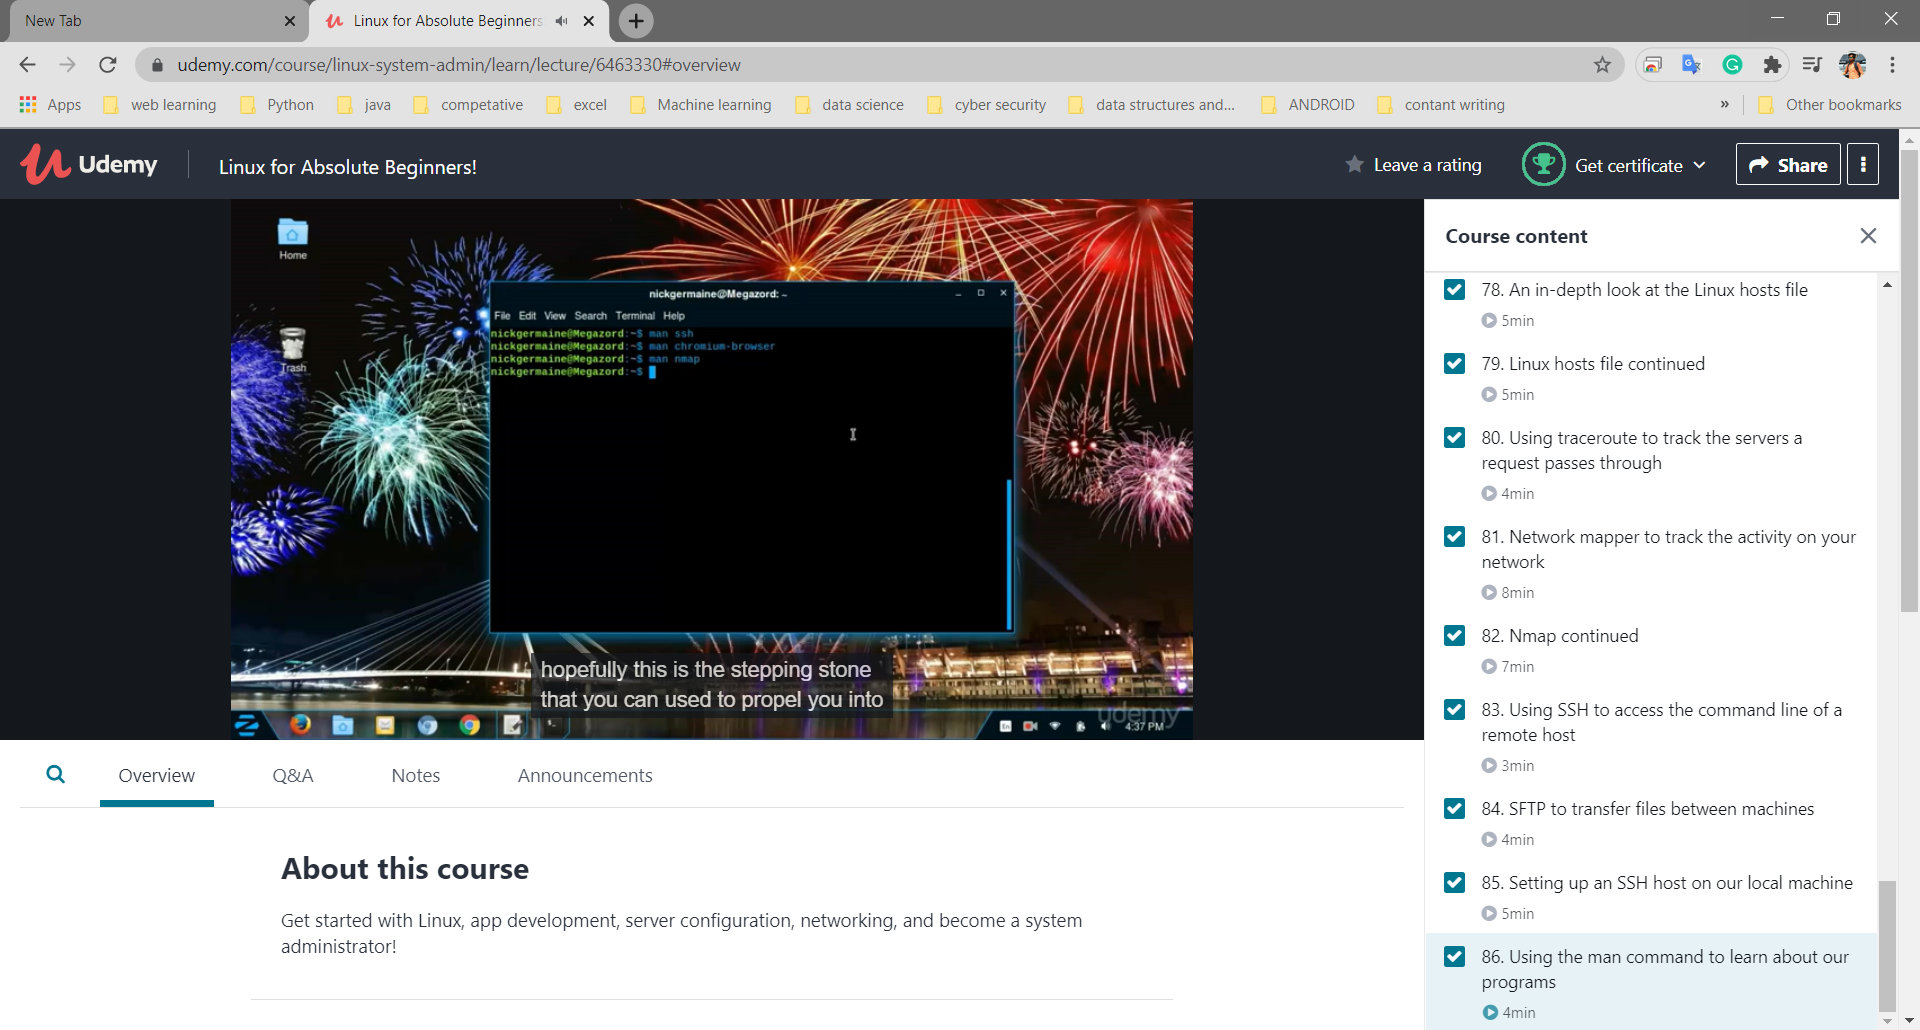 New Tab
Linux for Absolute Beginners
udemy.com/course/linux-system-admin/learn/lecture/6463330#overview
Apps web learning Python java competative excel Machine learning data science cyber security data structures and... ANDROID contant writing » Other bookmarks
Udemy Linux for Absolute Beginners! Leave a rating Get certificate Share
Home
Trash
nickgermaine@Megazord: ~
File Edit View Search Terminal Help
nickgermaine@Megazord:~$ man ssh
nickgermaine@Megazord:~$ man chromium-browser
nickgermaine@Megazord:~$ man nmap
nickgermaine@Megazord:~$
hopefully this is the stepping stone
that you can used to propel you into
udemy
En 4:37 PM
Course content
78. An in-depth look at the Linux hosts file
5min
79. Linux hosts file continued
5min
80. Using traceroute to track the servers a
request passes through
4min
81. Network mapper to track the activity on your
network
8min
82. Nmap continued
7min
83. Using SSH to access the command line of a
remote host
3min
84. SFTP to transfer files between machines
4min
85. Setting up an SSH host on our local machine
5min
86. Using the man command to learn about our
programs
4min
Overview Q&A Notes Announcements
About this course
Get started with Linux, app development, server configuration, networking, and become a system
administrator!